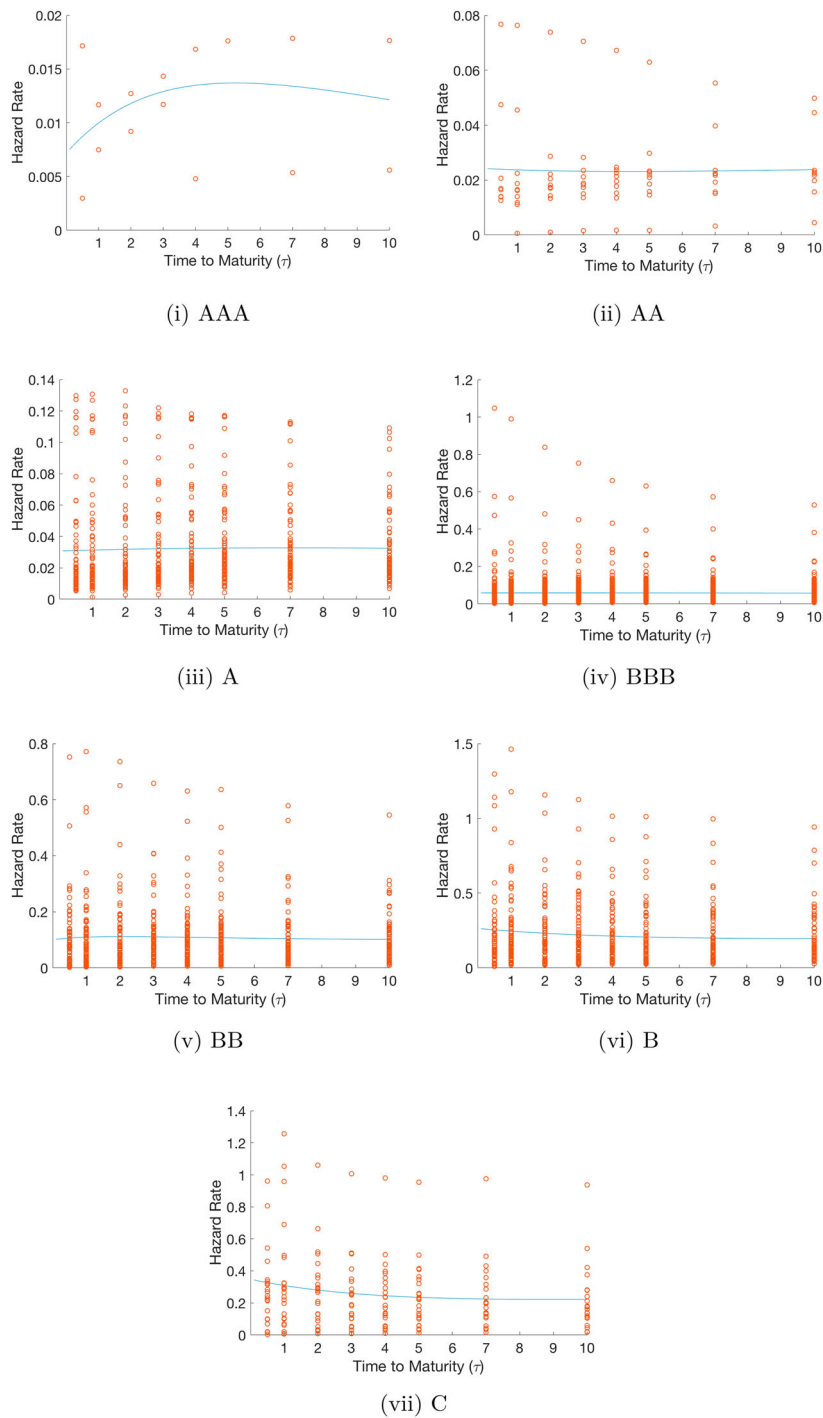 0.02
0.015
0.01
0.005
0
Hazard Rate
1 2 3 4 5 6 7 8 9 10
Time to Maturity (τ)
(i) AAA
0.08
0.06
0.04
0.02
0
Hazard Rate
1 2 3 4 5 6 7 8 9 10
Time to Maturity (τ)
(ii) AA
0.14
0.12
0.1
0.08
0.06
0.04
0.02
0
Hazard Rate
1 2 3 4 5 6 7 8 9 10
Time to Maturity (τ)
(iii) A
1.2
1
0.8
0.6
0.4
0.2
0
Hazard Rate
1 2 3 4 5 6 7 8 9 10
Time to Maturity (τ)
(iv) BBB
0.8
0.6
0.4
0.2
0
Hazard Rate
1 2 3 4 5 6 7 8 9 10
Time to Maturity (τ)
(v) BB
1.5
1
0.5
0
Hazard Rate
1 2 3 4 5 6 7 8 9 10
Time to Maturity (τ)
(vi) B
1.4
1.2
1
0.8
0.6
0.4
0.2
0
Hazard Rate
1 2 3 4 5 6 7 8 9 10
Time to Maturity (τ)
(vii) C